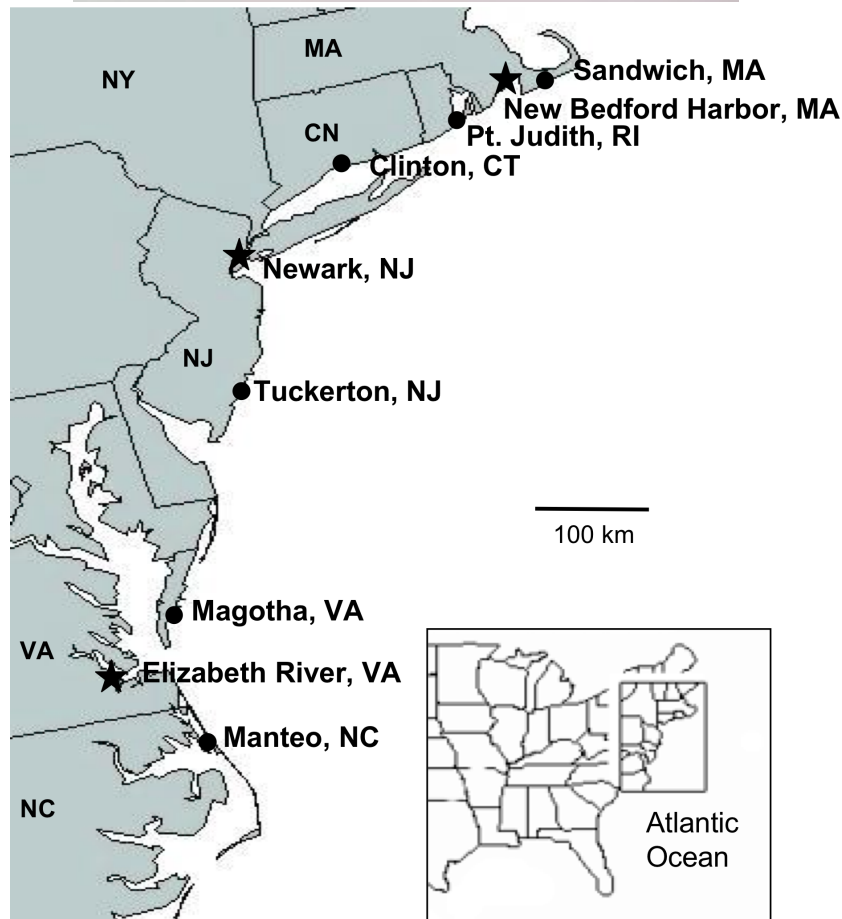 MA
NY
Sandwich, MA
New Bedford Harbor, MA
CN
Pt. Judith, RI
Clinton, CT
Newark, NJ
NJ
Tuckerton, NJ
100 km
Magotha, VA
VA
Elizabeth River, VA
Manteo, NC
NC
Atlantic
Ocean